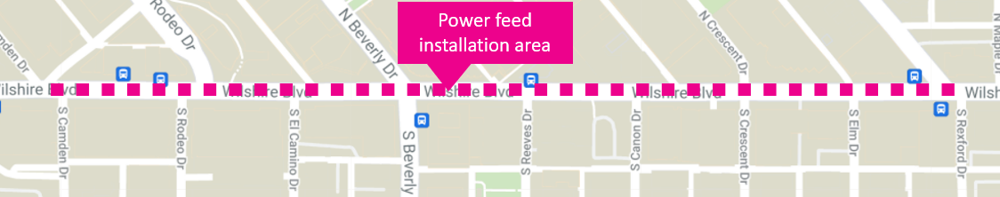 Rodeo Dr
N Beverly Dr
Power feed
installation area
N Crescent Dr
N Maple Dr
mden Dr
ilshire Blvd
Wilshire Blvd
Wilshire Blvd
Wilshire Blvd
Wilsh
S Camden Dr
S Rodeo Dr
S El Camino Dr
S Beverly
S Reeves Dr
S Canon Dr
S Crescent Dr
S Elm Dr
S Rexford Dr